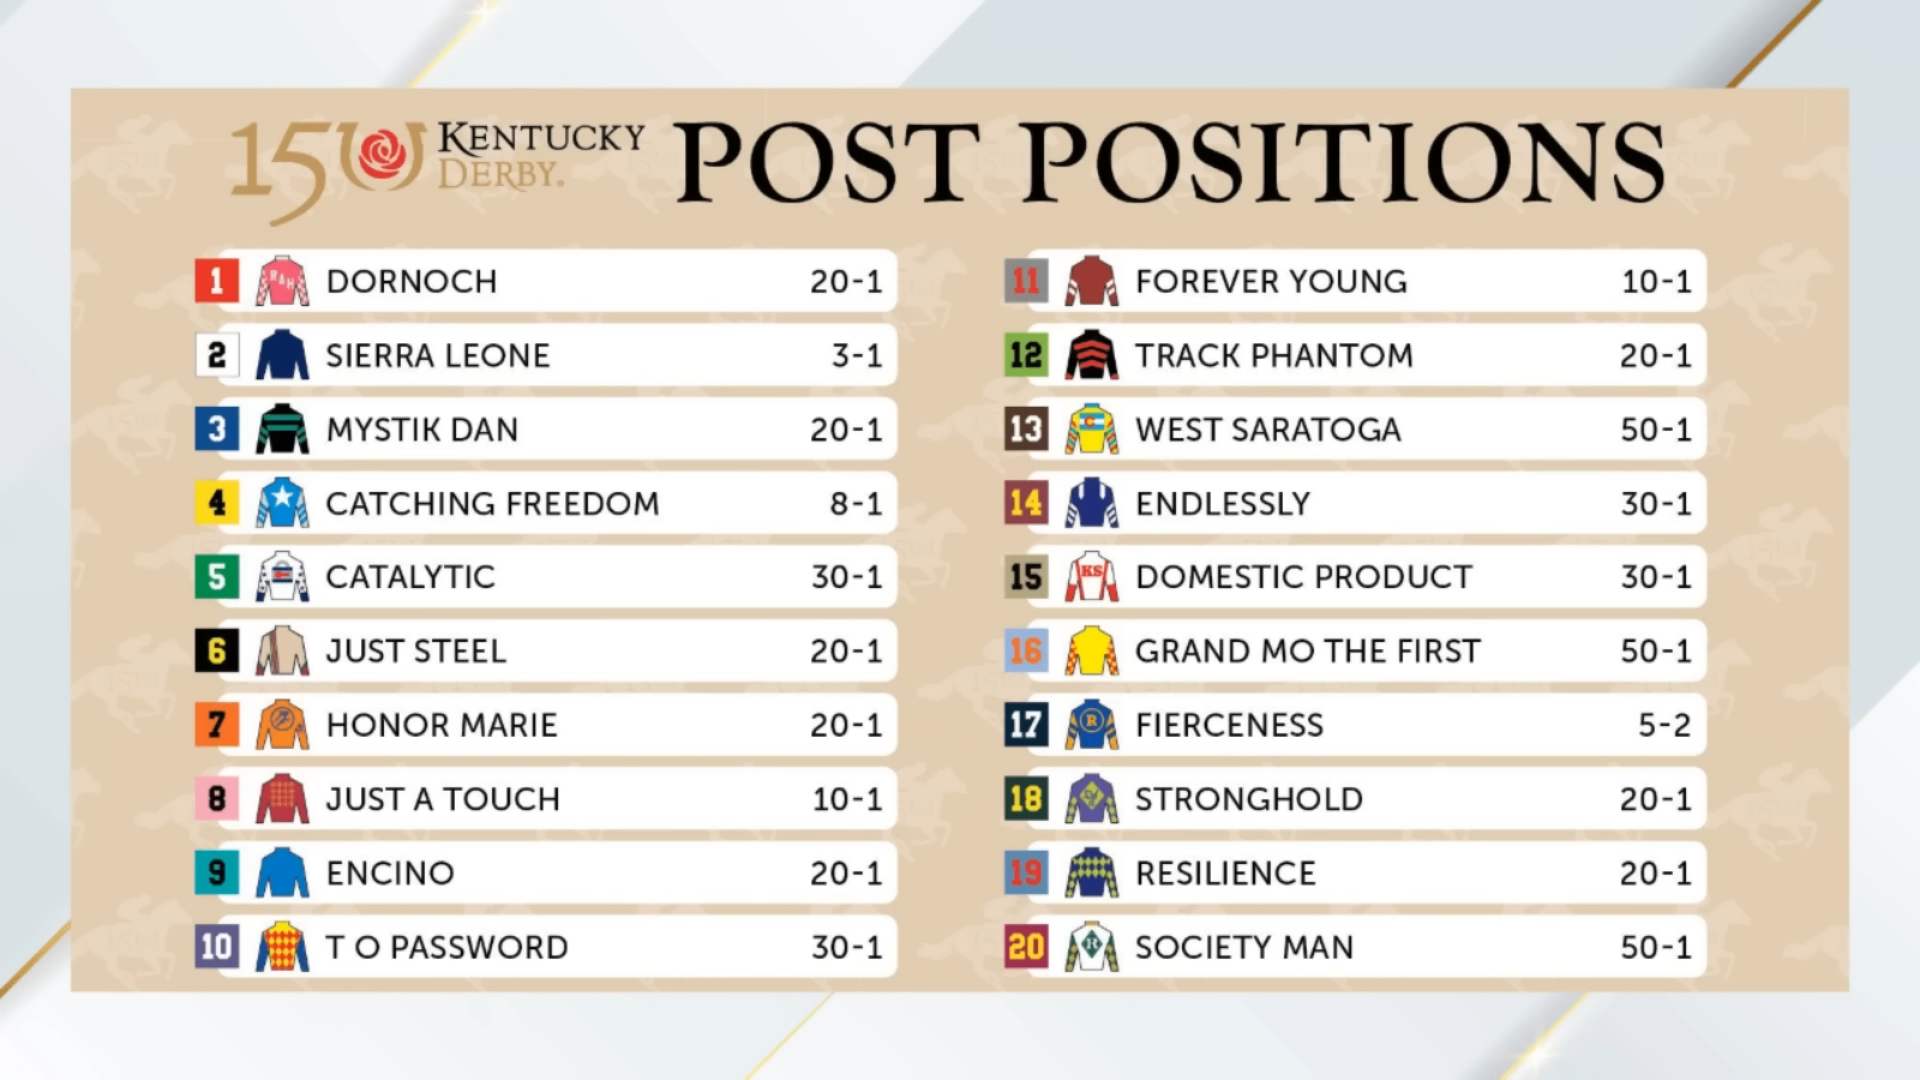 150 KENTUCKY DERBY. POST POSITIONS
1 DORNOCH 20-1
2 SIERRA LEONE 3-1
3 MYSTIK DAN 20-1
4 CATCHING FREEDOM 8-1
5 CATALYTIC 30-1
6 JUST STEEL 20-1
7 HONOR MARIE 20-1
8 JUST A TOUCH 10-1
9 ENCINO 20-1
10 T O PASSWORD 30-1
11 FOREVER YOUNG 10-1
12 TRACK PHANTOM 20-1
13 WEST SARATOGA 50-1
14 ENDLESSLY 30-1
15 KS DOMESTIC PRODUCT 30-1
16 GRAND MO THE FIRST 50-1
17 R FIERCENESS 5-2
18 STRONGHOLD 20-1
19 RESILIENCE 20-1
20 R SOCIETY MAN 50-1